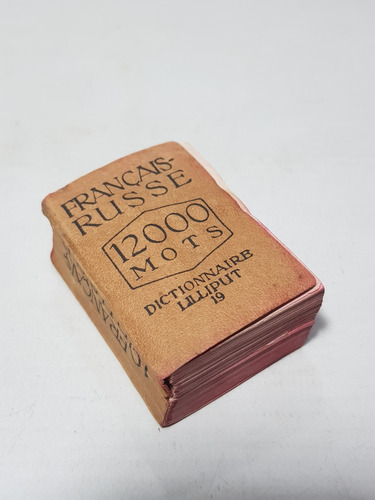 FRANÇAIS-
RUSSE
12000
MOTS
DICTIONNAIRE
LILLIPUT
19